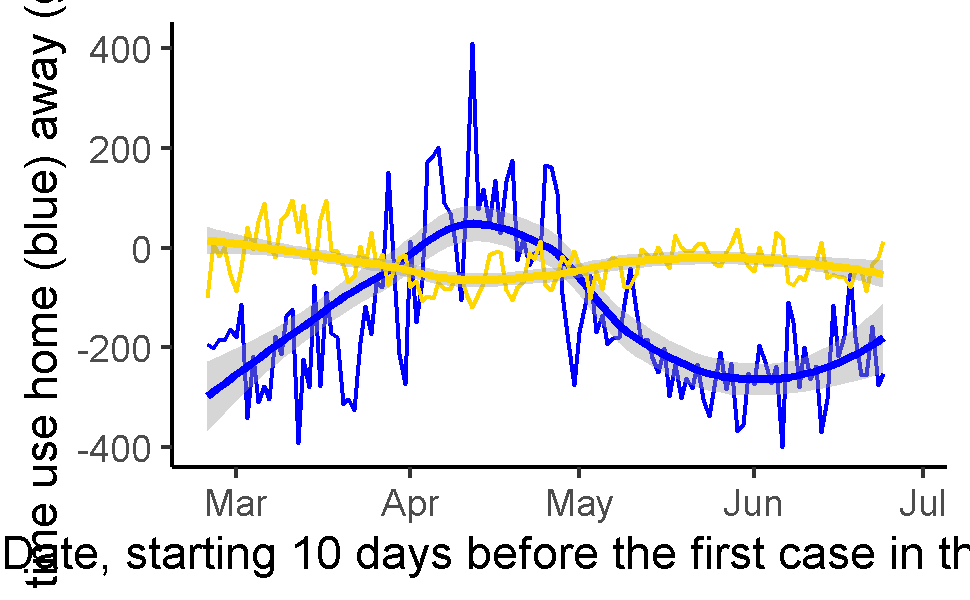 time use home (blue) away (
400
200
0
-200
-400
Mar Apr May Jun Jul
Date, starting 10 days before the first case in th